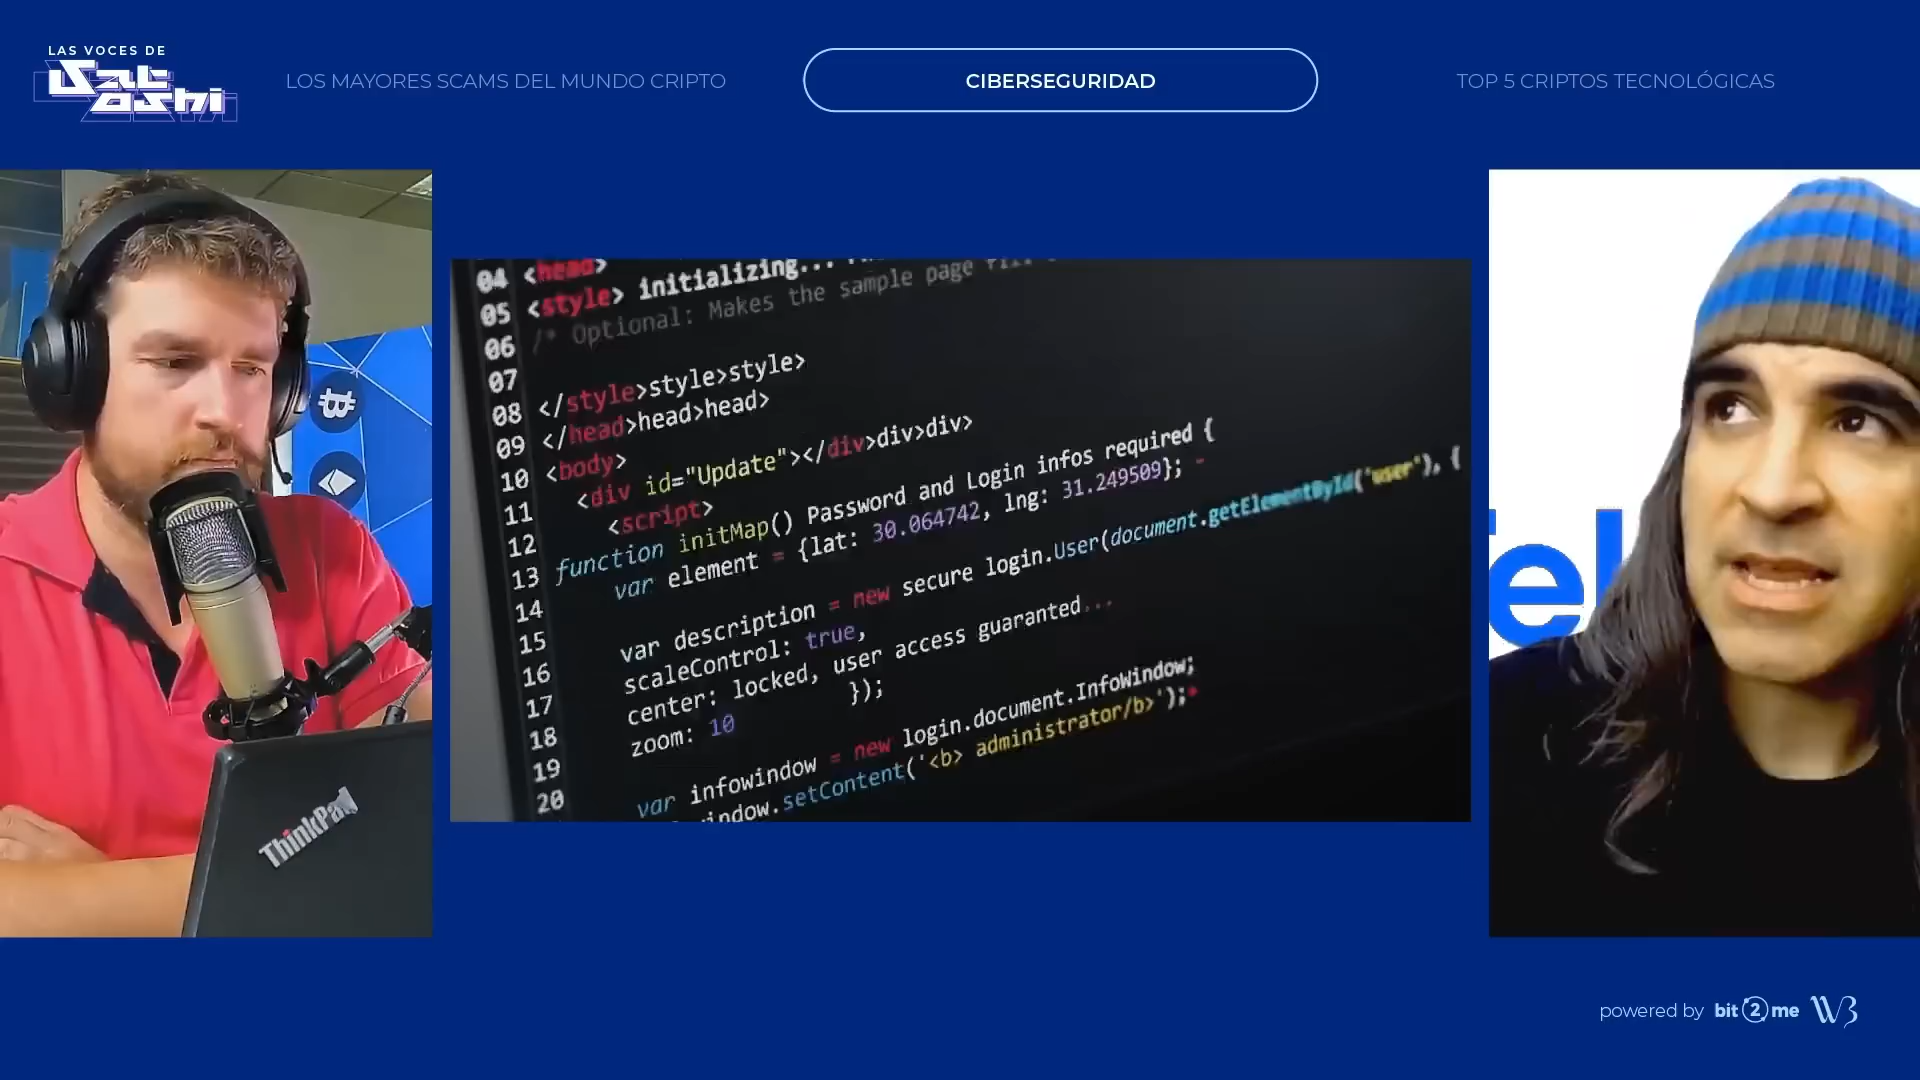 LAS VOCES DE
Satoshi
LOS MAYORES SCAMS DEL MUNDO CRIPTO
CIBERSEGURIDAD
TOP 5 CRIPTOS TECNOLÓGICAS
04 <head>
05 <style> initializing...
06 /* Optional: Makes the sample page
07
08 </style>style>style>
09 </head>head>head>
10 <body>
11 <div id="Update"></div>div>div>
12 <script>
13 function initMap() Password and Login infos required {
14 var element = {lat: 30.064742, lng: 31.249509}; -
15 var description = new secure login.User(document.getElementById('user'), {
16 scaleControl: true,
17 center: locked, user access guaranted...
18 zoom: 10 });
19 var infowindow = new login.document.InfoWindow;
20 window.setContent('<b> administrator/b>');
ThinkPad
Tel
powered by bit2me W3